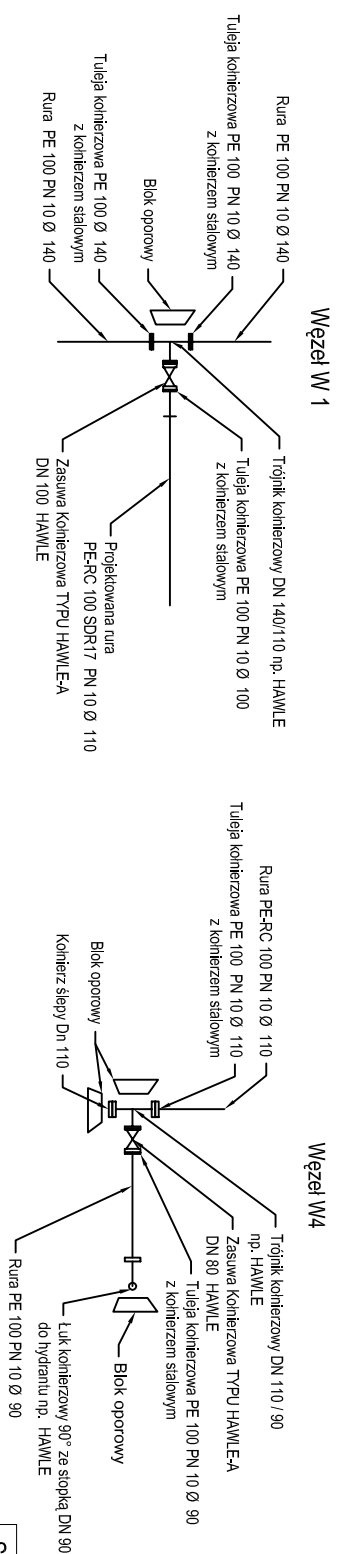 Węzeł W 1
Rura PE 100 PN 10 Ø 140
Tuleja kołnierzowa PE 100 PN 10 Ø 140
z kołnierzem stalowym
Blok oporowy
Tuleja kołnierzowa PE 100 Ø 140
z kołnierzem stalowym
Rura PE 100 PN 10 Ø 140
Trójnik kołnierzowy DN 140/110 np. HAWLE
Tuleja kołnierzowa PE 100 PN 10 Ø 100
z kołnierzem stalowym
Projektowana rura
PE-RC 100 SDR17 PN 10 Ø 110
Zasuwa Kołnierzowa TYPU HAWLE-A
DN 100 HAWLE
Węzeł W4
Rura PE-RC 100 PN 10 Ø 110
Tuleja kołnierzowa PE 100 PN 10 Ø 110
z kołnierzem stalowym
Blok oporowy
Kołnierz ślepy Dn 110
Trójnik kołnierzowy DN 110 / 90
np. HAWLE
Zasuwa Kołnierzowa TYPU HAWLE-A
DN 80 HAWLE
Tuleja kołnierzowa PE 100 PN 10 Ø 90
z kołnierzem stalowym
Blok oporowy
Łuk kołnierzowy 90° ze stopką DN 90
do hydrantu np. HAWLE
Rura PE 100 PN 10 Ø 90